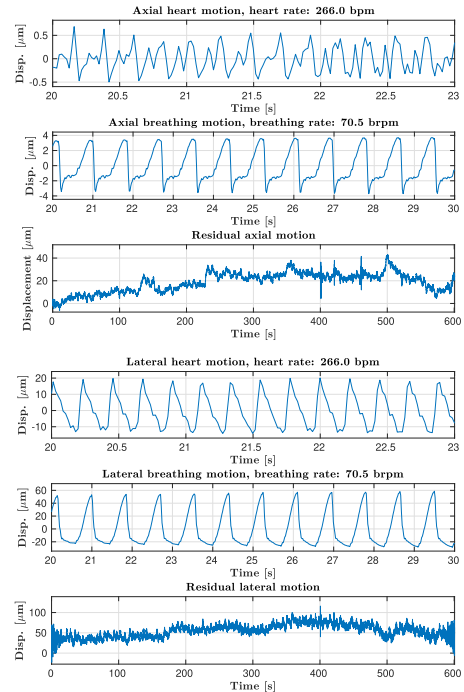 Axial heart motion, heart rate: 266.0 bpm
Disp. [μm]
0.5
0
-0.5
20 20.5 21 21.5 22 22.5 23
Time [s]
Axial breathing motion, breathing rate: 70.5 brpm
Disp. [μm]
4
2
0
-2
-4
20 21 22 23 24 25 26 27 28 29 30
Time [s]
Residual axial motion
Displacement [μm]
40
20
0
0 100 200 300 400 500 600
Lateral heart motion, heart rate: 266.0 bpm
Disp. [μm]
20
10
0
-10
20 20.5 21 21.5 22 22.5 23
Time [s]
Lateral breathing motion, breathing rate: 70.5 brpm
Disp. [μm]
60
40
20
0
-20
20 21 22 23 24 25 26 27 28 29 30
Time [s]
Residual lateral motion
Disp. [μm]
100
50
0
0 100 200 300 400 500 600
Time [s]